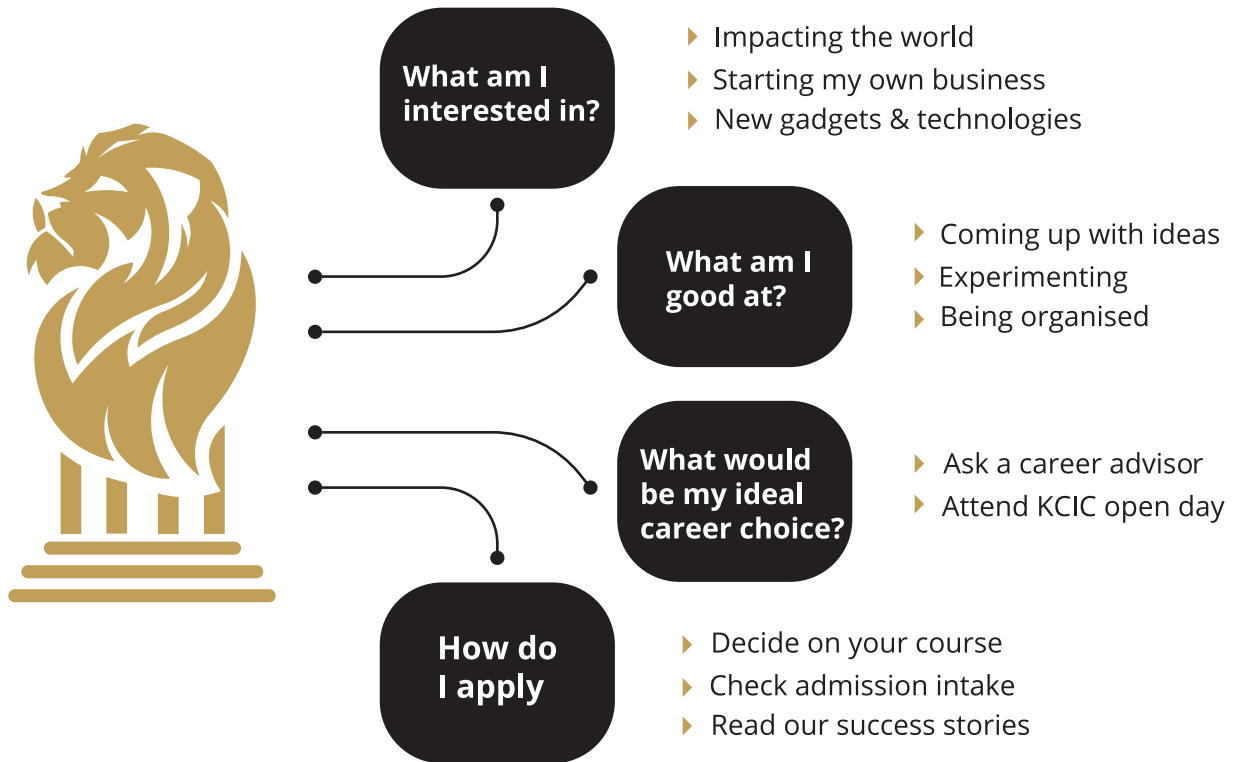 What am I
interested in?
Impacting the world
Starting my own business
New gadgets & technologies
What am I
good at?
Coming up with ideas
Experimenting
Being organised
What would
be my ideal
career choice?
Ask a career advisor
Attend KCIC open day
How do
I apply
Decide on your course
Check admission intake
Read our success stories